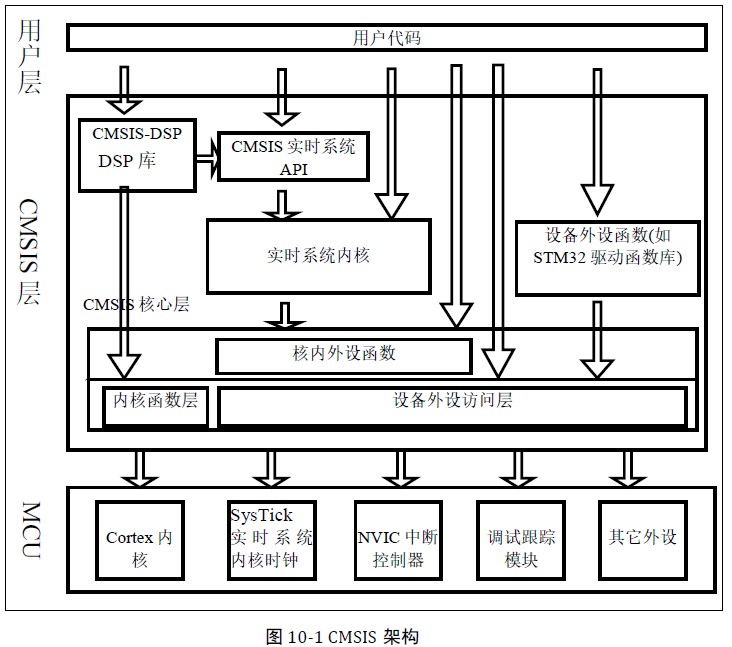 用户层
用户代码
CMSIS 层
CMSIS-DSP
DSP 库
CMSIS 实时系统
API
实时系统内核
设备外设函数(如
STM32 驱动函数库)
CMSIS 核心层
核内外设函数
内核函数层
设备外设访问层
MCU
Cortex 内
核
SysTick
实时系统
内核时钟
NVIC 中断
控制器
调试跟踪
模块
其它外设
图 10-1 CMSIS 架构